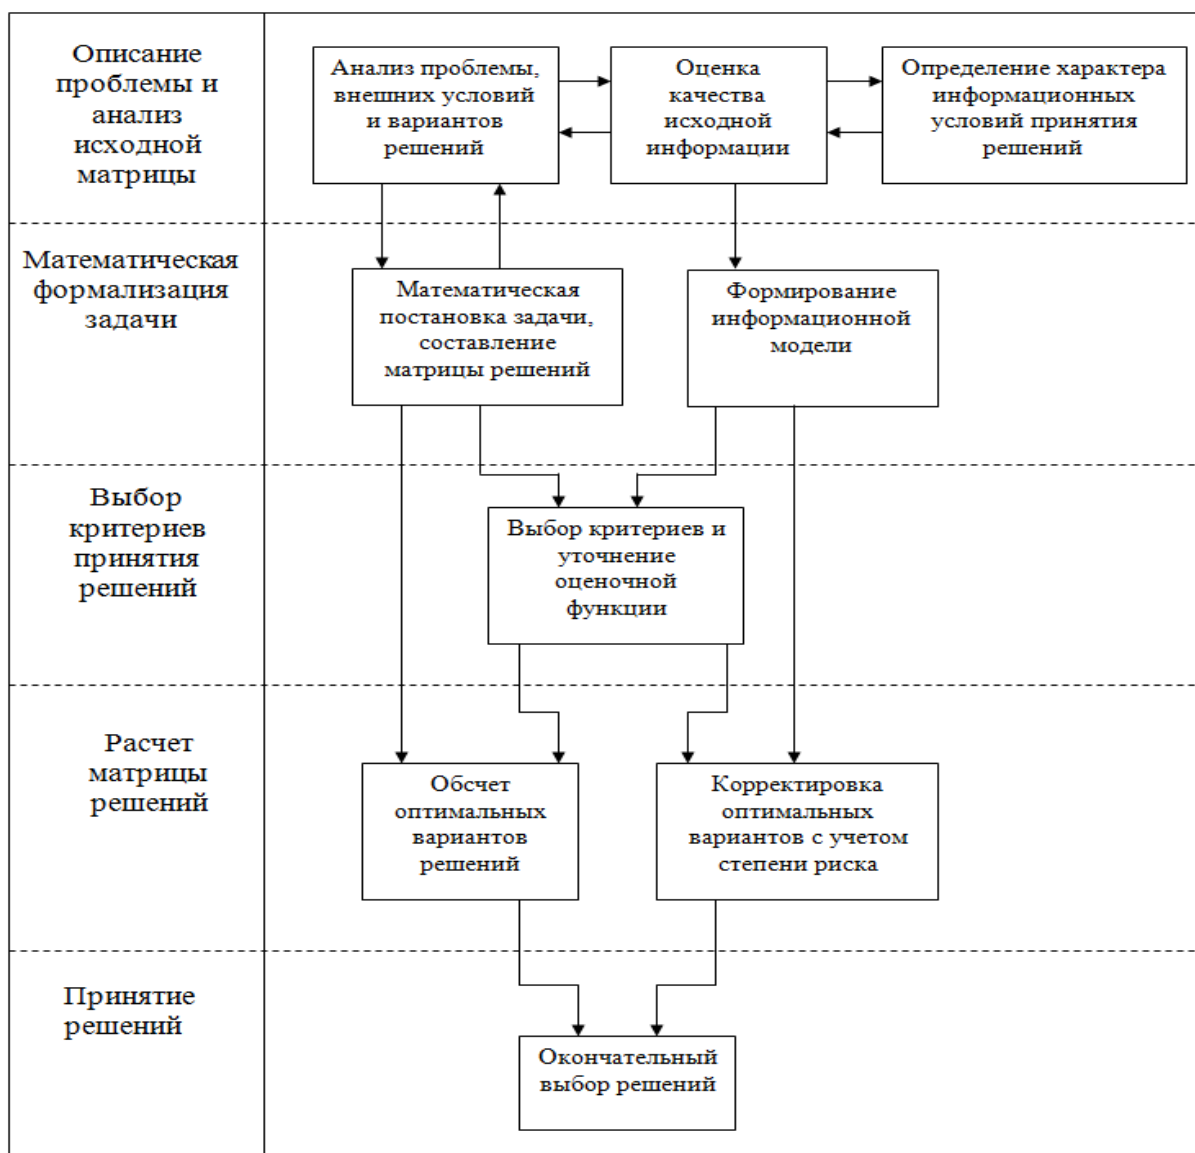 Описание
проблемы и
анализ
исходной
матрицы
Анализ проблемы,
внешних условий
и вариантов
решений
Оценка
качества
исходной
информации
Определение характера
информационных
условий принятия
решений
Математическая
формализация
задачи
Математическая
постановка задачи,
составление
матрицы решений
Формирование
информационной
модели
Выбор
критериев
принятия
решений
Выбор критериев и
уточнение
оценочной
функции
Расчет
матрицы
решений
Обсчет
оптимальных
вариантов
решений
Корректировка
оптимальных
вариантов с учетом
степени риска
Принятие
решений
Окончательный
выбор решений